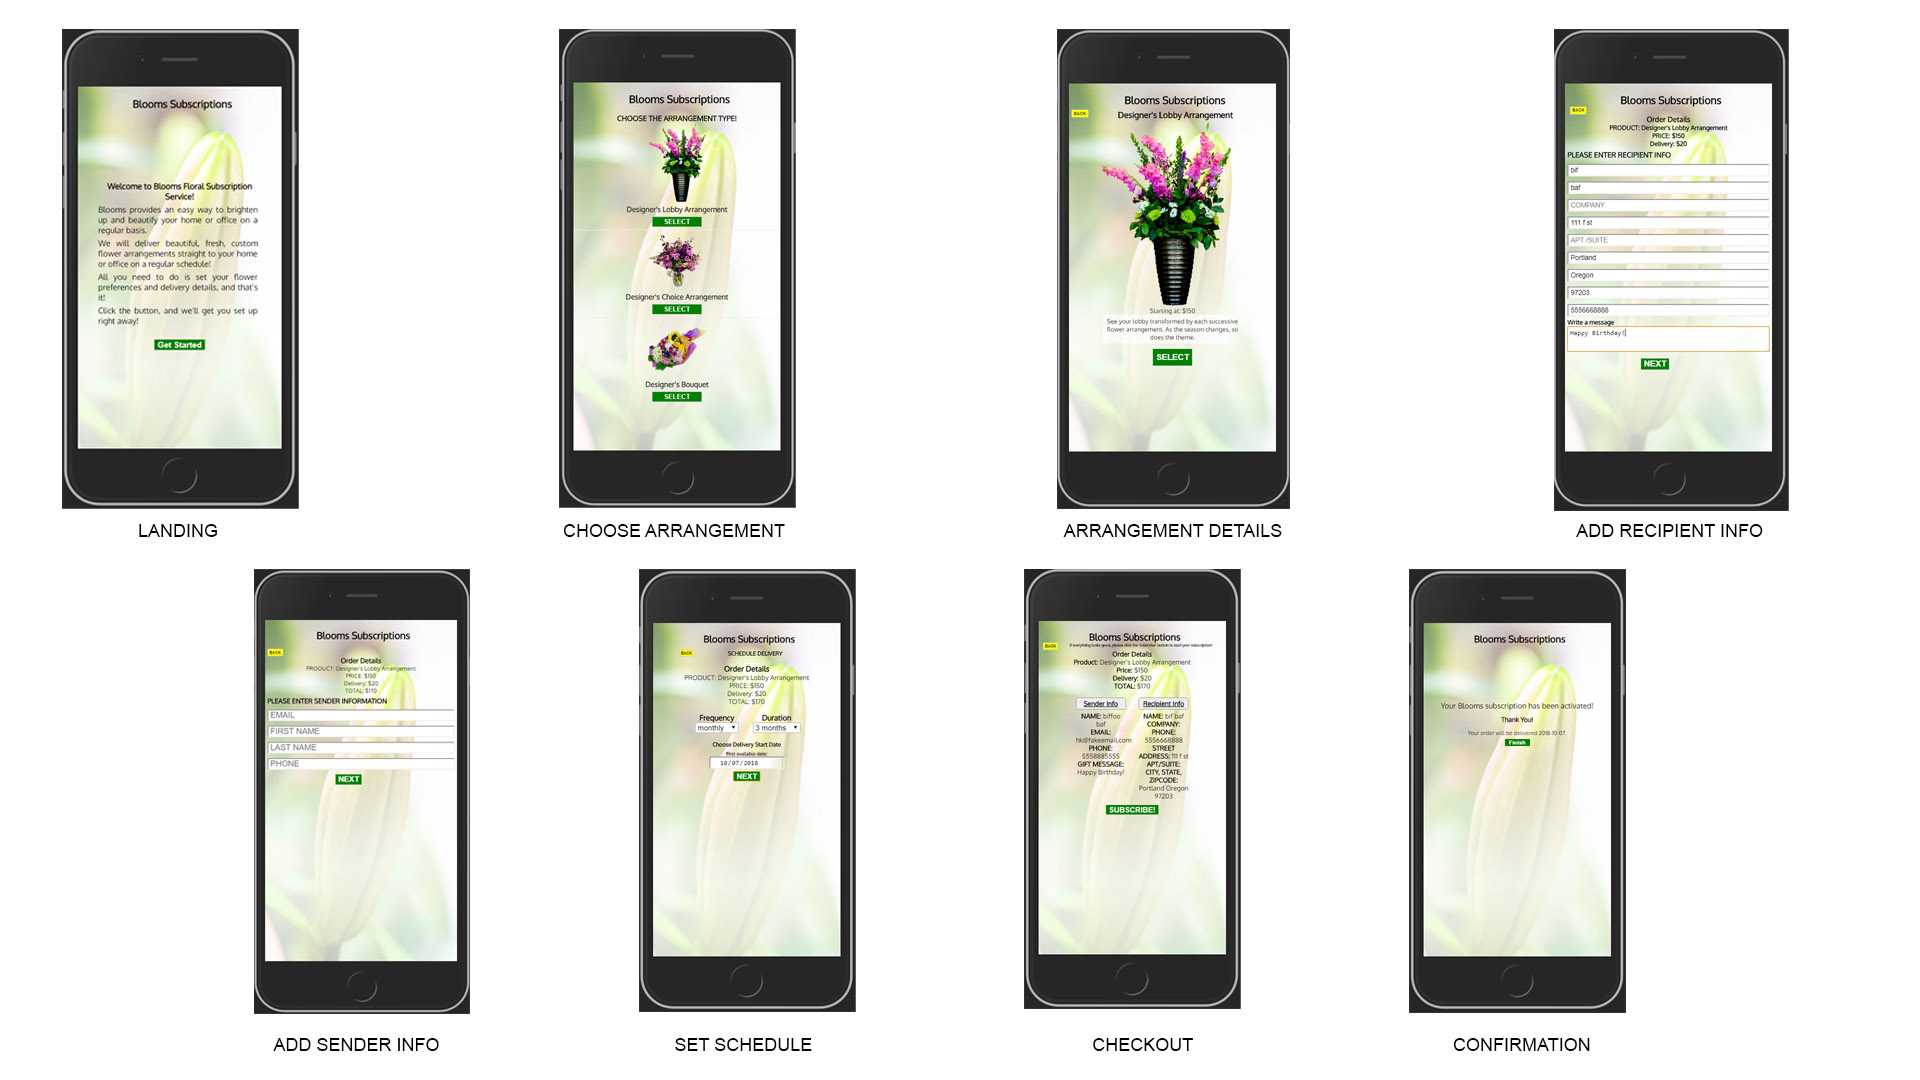 Blooms Subscriptions
Welcome to Blooms Floral Subscription
Service!
Blooms provides an easy way to brighten
up and beautify your home or office on a
regular basis.
We will deliver beautiful, fresh, custom
flower arrangements straight to your home
or office on a regular schedule!
All you need to do is set your flower
preferences and delivery details, and that's
it!
Click the button, and we'll get you set up
right away!
Get Started
LANDING
Blooms Subscriptions
CHOOSE THE ARRANGEMENT TYPE!
Designer's Lobby Arrangement
SELECT
Designer's Choice Arrangement
SELECT
Designer's Bouquet
SELECT
CHOOSE ARRANGEMENT
Blooms Subscriptions
BACK
Designer's Lobby Arrangement
Starting at: $150
See your lobby transformed by each successive
flower arrangement. As the season changes, so
does the theme.
SELECT
ARRANGEMENT DETAILS
Blooms Subscriptions
BACK
Order Details
PRODUCT: Designer's Lobby Arrangement
PRICE: $150
Delivery: $20
PLEASE ENTER RECIPIENT INFO
bif
baf
COMPANY
111 f st
APT /SUITE
Portland
Oregon
97203
5556668888
Write a message
Happy Birthday!
NEXT
ADD RECIPIENT INFO
Blooms Subscriptions
BACK
Order Details
PRODUCT: Designer's Lobby Arrangement
PRICE: $150
Delivery: $20
TOTAL: $170
PLEASE ENTER SENDER INFORMATION
EMAIL
FIRST NAME
LAST NAME
PHONE
NEXT
ADD SENDER INFO
Blooms Subscriptions
BACK
SCHEDULE DELIVERY
Order Details
PRODUCT: Designer's Lobby Arrangement
PRICE: $150
Delivery: $20
TOTAL: $170
Frequency Duration
monthly 3 months
Choose Delivery Start Date
First available date:
10/07/2018
NEXT
SET SCHEDULE
Blooms Subscriptions
BACK
If everything looks good, please click the Subscribe button to start your subscription!
Order Details
Product: Designer's Lobby Arrangement
Price: $150
Delivery: $20
TOTAL: $170
Sender Info
NAME: biffoo
baf
EMAIL:
hk@fakeemail.com
PHONE:
5558885555
GIFT MESSAGE:
Happy Birthday!
Recipient Info
NAME: bif baf
COMPANY:
PHONE:
5556668888
STREET
ADDRESS: 111 f st
APT/SUITE:
CITY, STATE,
ZIPCODE:
Portland Oregon
97203
SUBSCRIBE!
CHECKOUT
Blooms Subscriptions
Your Blooms subscription has been activated!
Thank You!
Your order will be delivered 2018-10-07.
Finish
CONFIRMATION